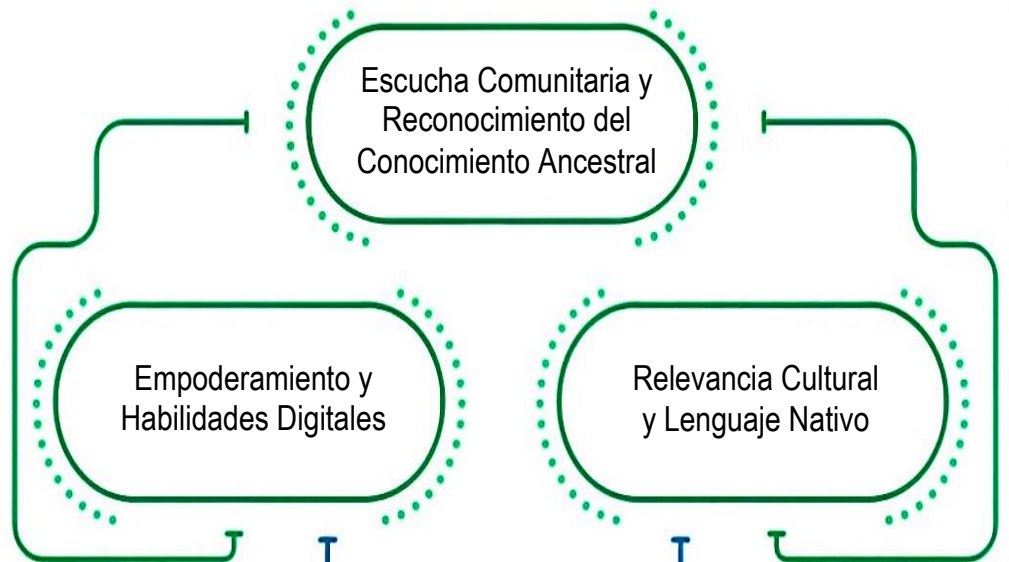 Escucha Comunitaria y
Reconocimiento del
Conocimiento Ancestral
Empoderamiento y
Habilidades Digitales
Relevancia Cultural
y Lenguaje Nativo